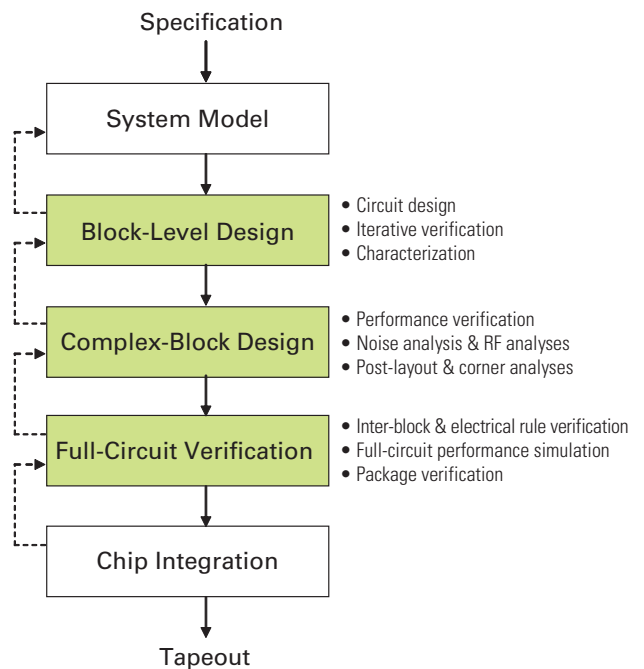 Specification
System Model
Block-Level Design
• Circuit design
• Iterative verification
• Characterization
Complex-Block Design
• Performance verification
• Noise analysis & RF analyses
• Post-layout & corner analyses
Full-Circuit Verification
• Inter-block & electrical rule verification
• Full-circuit performance simulation
• Package verification
Chip Integration
Tapeout